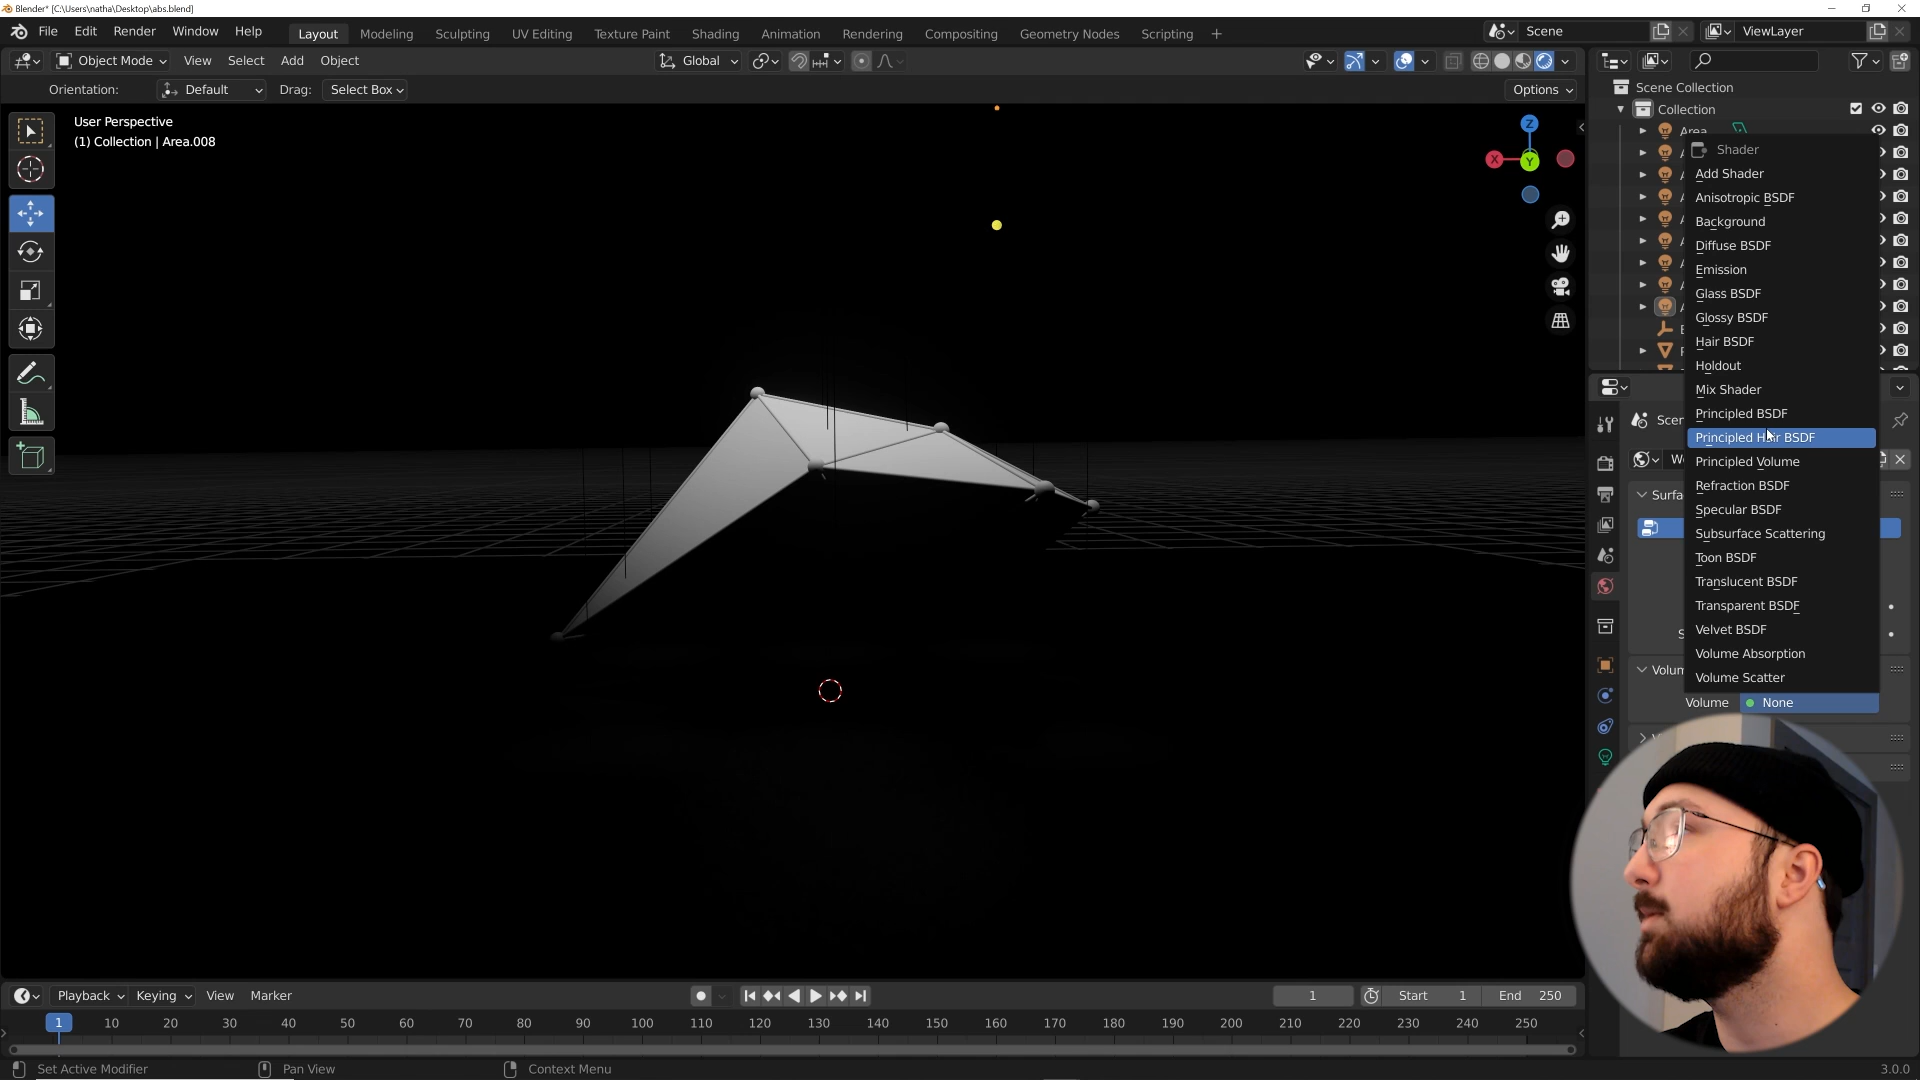 Blender* [C:\Users\natha\Desktop\abs.blend]
File Edit Render Window Help Layout Modeling Sculpting UV Editing Texture Paint Shading Animation Rendering Compositing Geometry Nodes Scripting + Scene ViewLayer
Object Mode View Select Add Object Global
Orientation: Default Drag: Select Box Options
User Perspective
(1) Collection | Area.008
Z
X
Y
Scene Collection
Collection
Area
Shader
Add Shader
Anisotropic BSDF
Background
Diffuse BSDF
Emission
Glass BSDF
Glossy BSDF
Hair BSDF
Holdout
Mix Shader
Principled BSDF
Principled Hair BSDF
Principled Volume
Refraction BSDF
Specular BSDF
Subsurface Scattering
Toon BSDF
Translucent BSDF
Transparent BSDF
Velvet BSDF
Volume Absorption
Volume Scatter
Volume None
Playback Keying View Marker 1 Start 1 End 250
1 10 20 30 40 50 60 70 80 90 100 110 120 130 140 150 160 170 180 190 200 210 220 230 240 250
Set Active Modifier Pan View Context Menu 3.0.0